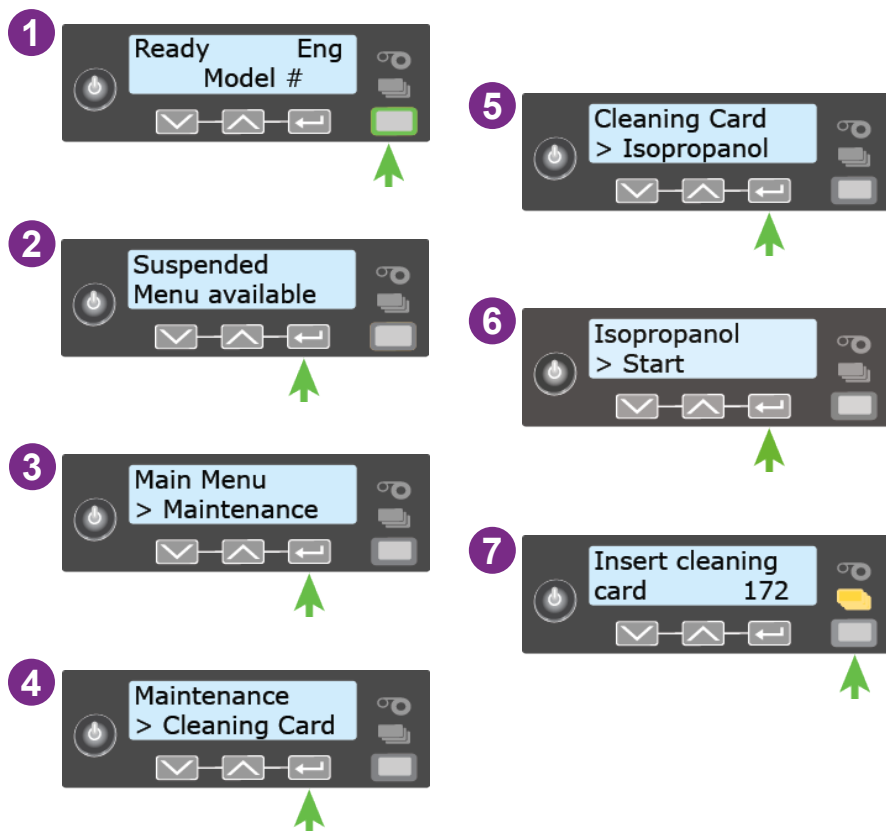 1
Ready Eng
Model #
2
Suspended
Menu available
3
Main Menu
> Maintenance
4
Maintenance
> Cleaning Card
5
Cleaning Card
> Isopropanol
6
Isopropanol
> Start
7
Insert cleaning
card 172